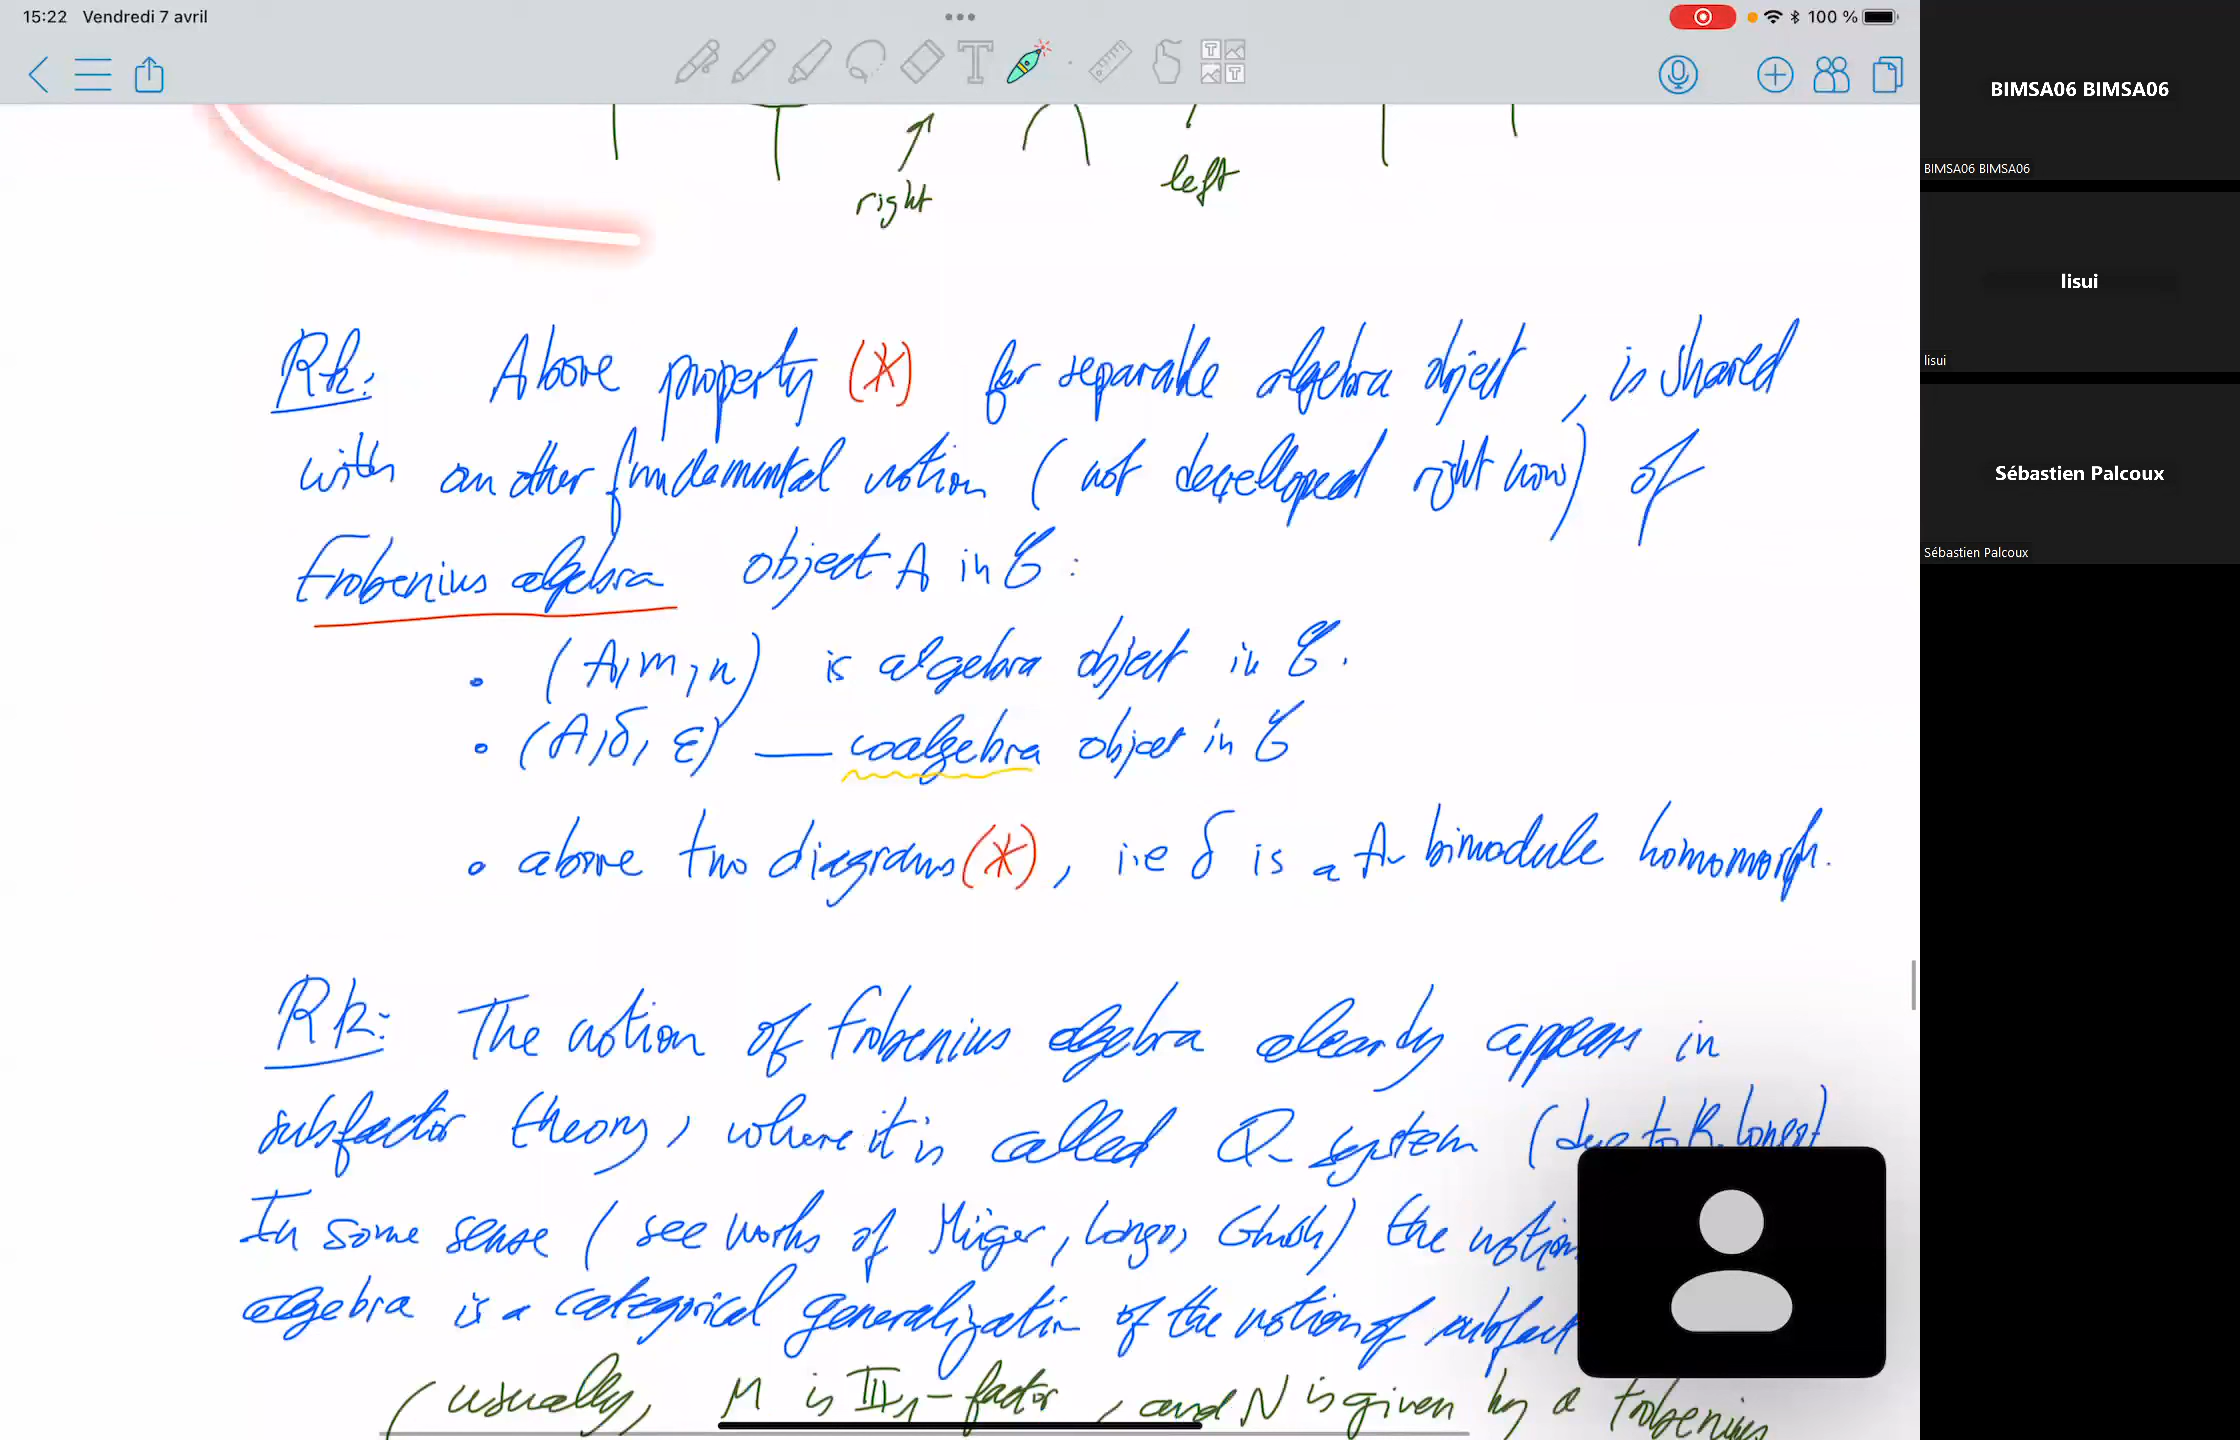 15:22 Vendredi 7 avril
100 %
right
left
Rk: Above property (*) for separable algebra object, is shared
with another fundamental notion (not develloped right now) of
Frobenius algebra object A in C:
• (A, m, u) is algebra object in C.
• (A, δ, ε) — coalgebra object in C
• above two diagrams (*), i.e δ is a A-bimodule homomorph.
Rk: The notion of Frobenius algebra already appears in
subfactor theory, where it is called Q-system (due to R. Longo)
In some sense (see works of Müger, Longo, Ghosh) the notion
algebra is a categorical generalization of the notion of subfact
(usually, M is II₁-factor, and N is given by a Frobenius
BIMSA06 BIMSA06
BIMSA06 BIMSA06
lisui
lisui
Sébastien Palcoux
Sébastien Palcoux